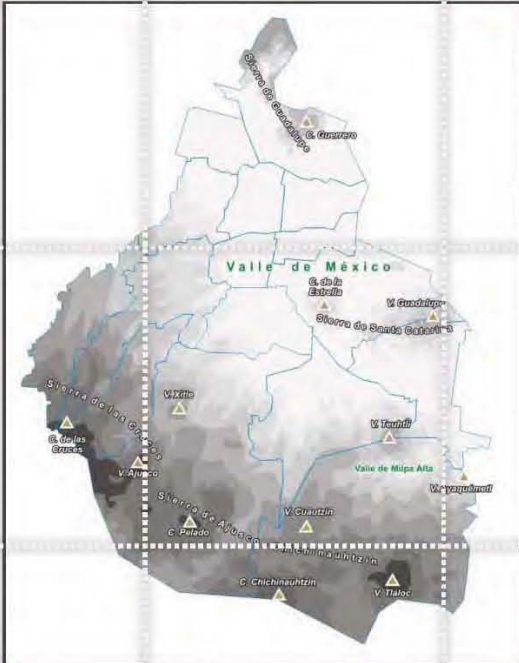 Sierra de Guadalupe
C. Guerrero
Valle de México
C. de la
Estrella
V. Guadalupe
Sierra de Santa Catarina
Sierra de las Cruces
V. Xitle
C. de las
Cruces
V. Teuhtli
V. Ajusco
Valle de Milpa Alta
Sierra de Ajusco
V. Cuautzin
C. Pelado
C. Chichinauhtzin
V. Tláloc